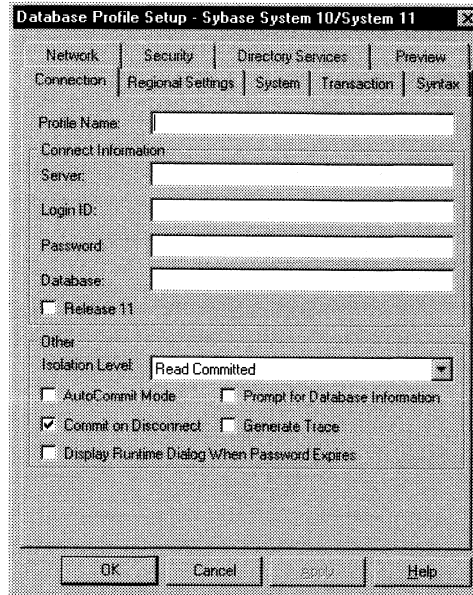 Database Profile Setup - Sybase System 10/System 11
Network Security Directory Services Preview
Connection Regional Settings System Transaction Syntax
Profile Name:
Connect Information
Server:
Login ID:
Password:
Database:
Release 11
Other
Isolation Level: Read Committed
AutoCommit Mode Prompt for Database Information
Commit on Disconnect Generate Trace
Display Runtime Dialog When Password Expires
OK Cancel Apply Help